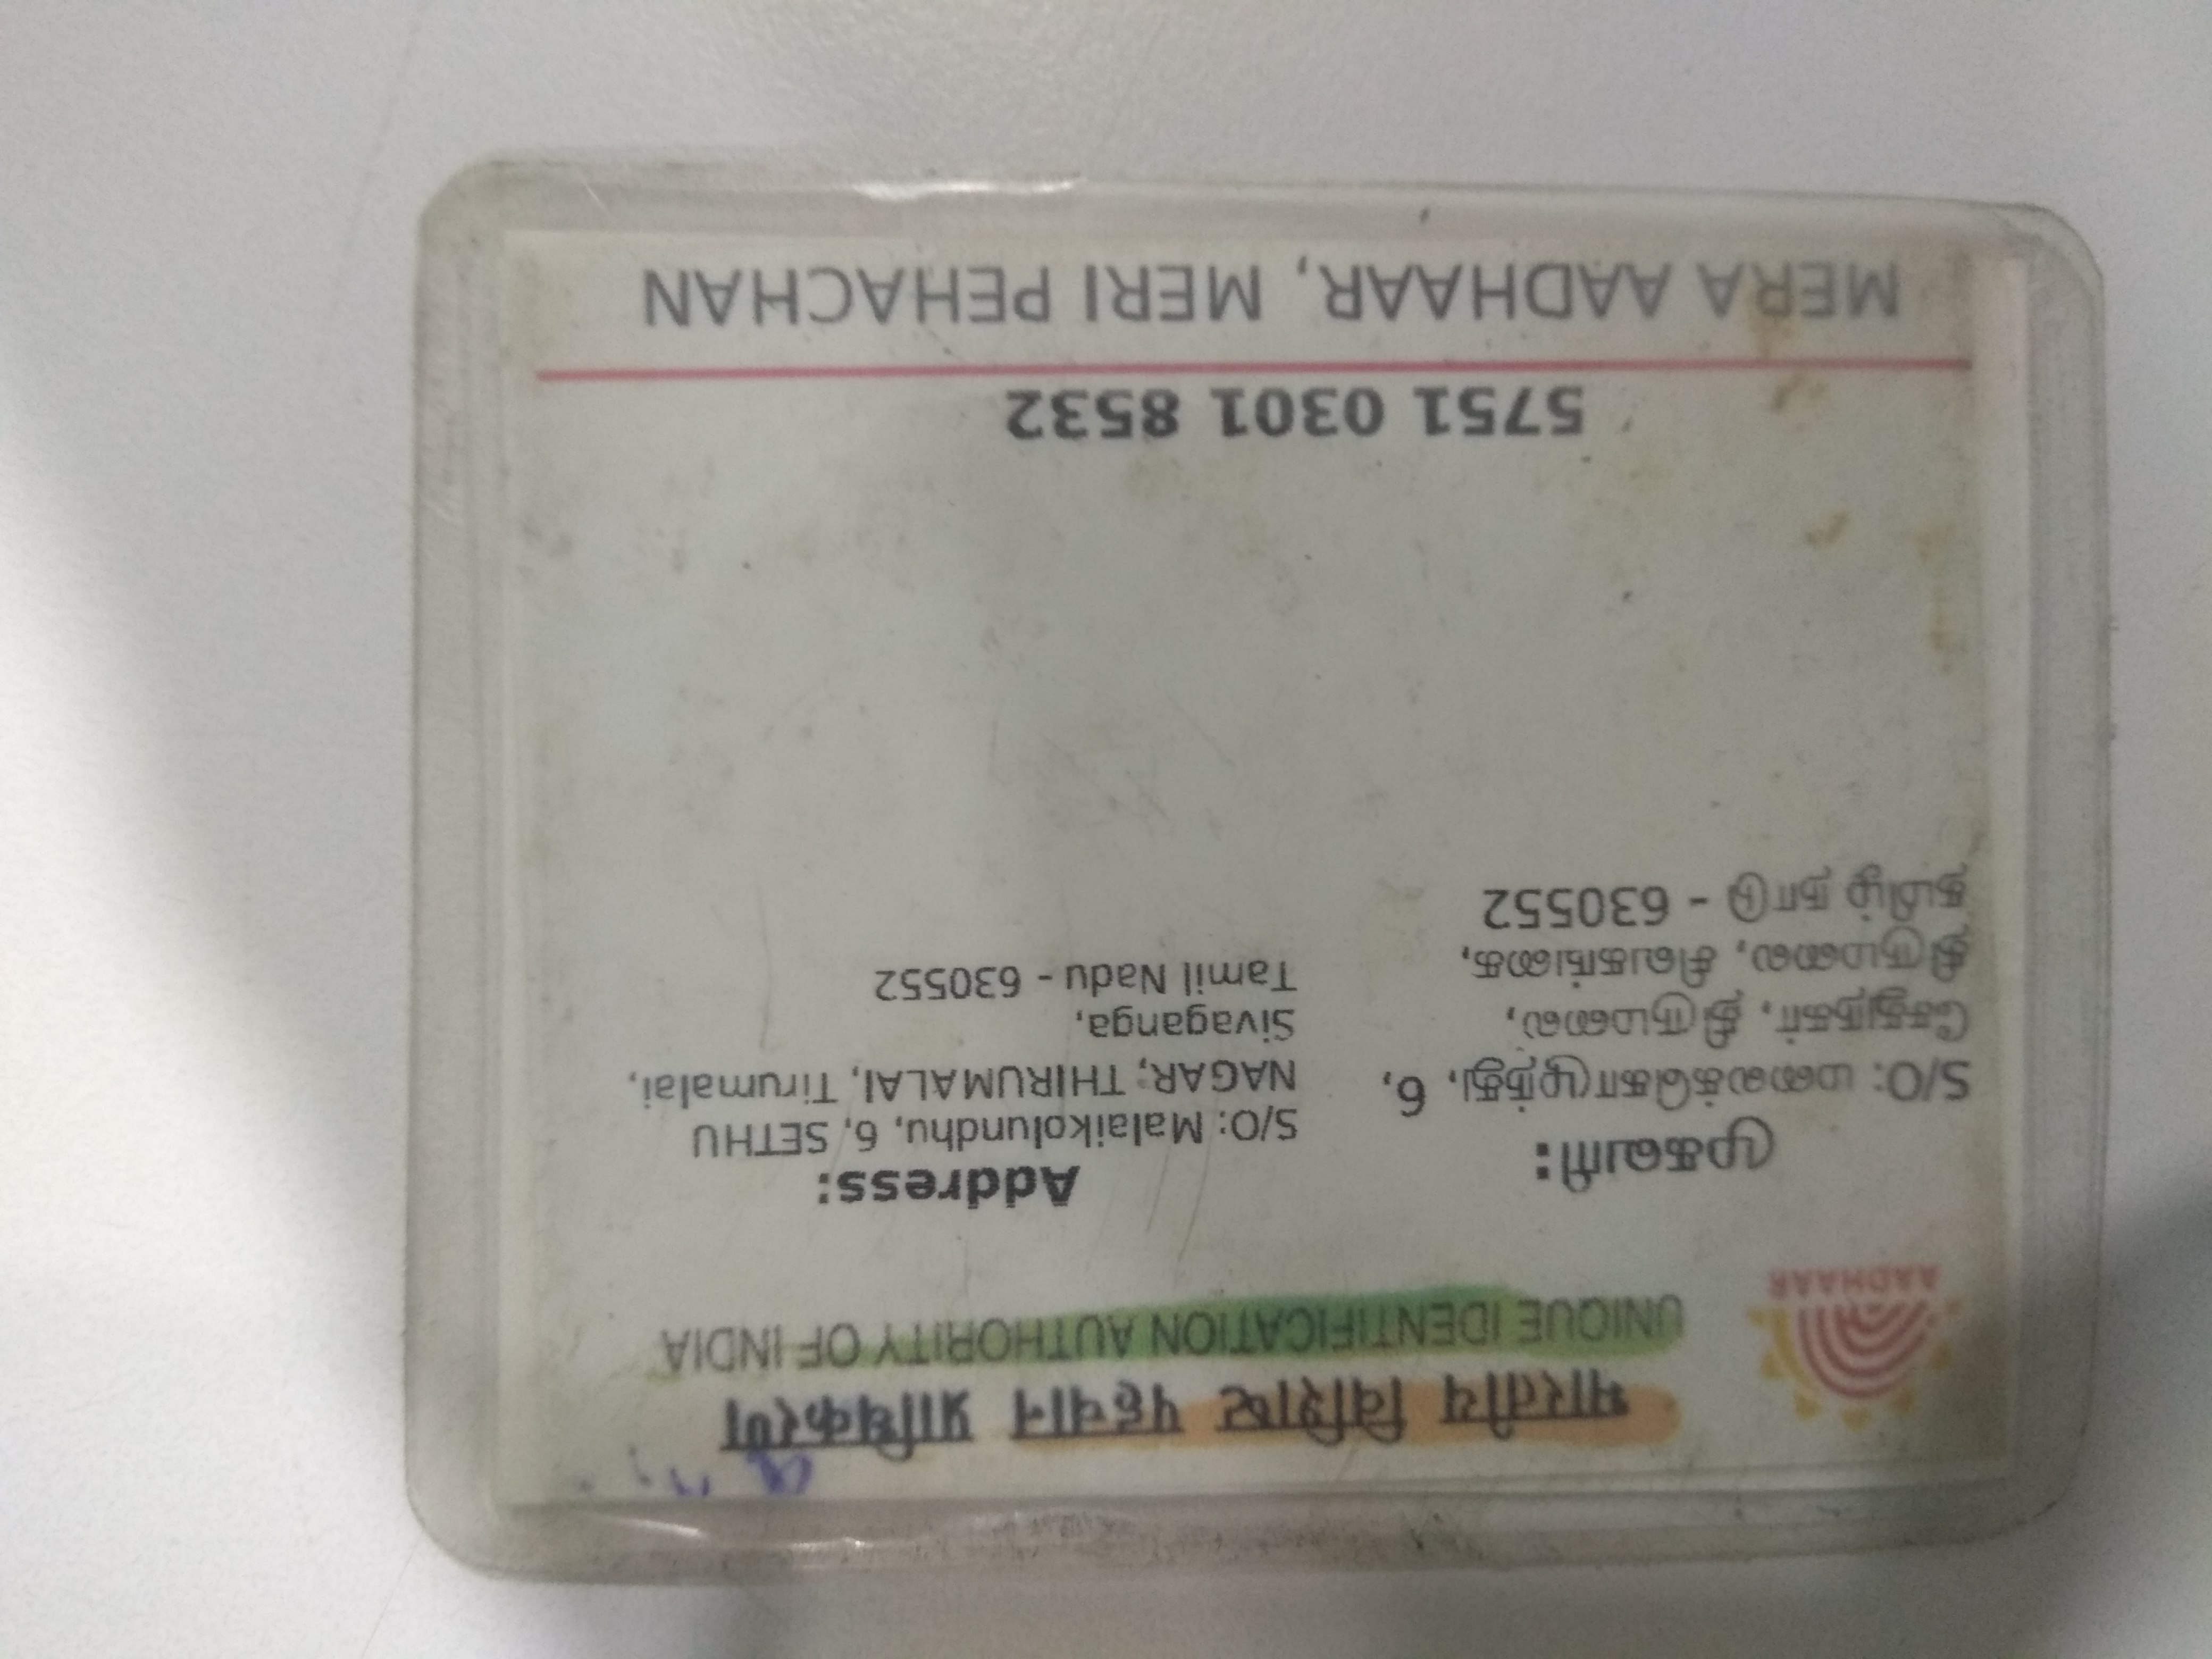 भारतीय विशिष्ट पहचान प्राधिकरण
UNIQUE IDENTIFICATION AUTHORITY OF INDIA
AADHAAR
முகவரி:
S/O: மலைக்கொழுந்து, 6,
சேதுநகர், திருமலை,
திருமலை, சிவகங்கை,
தமிழ் நாடு - 630552
Address:
S/O: Malaikolundhu, 6, SETHU
NAGAR, THIRUMALAI, Tirumalai,
Sivaganga,
Tamil Nadu - 630552
5751 0301 8532
MERA AADHAAR, MERI PEHACHAN